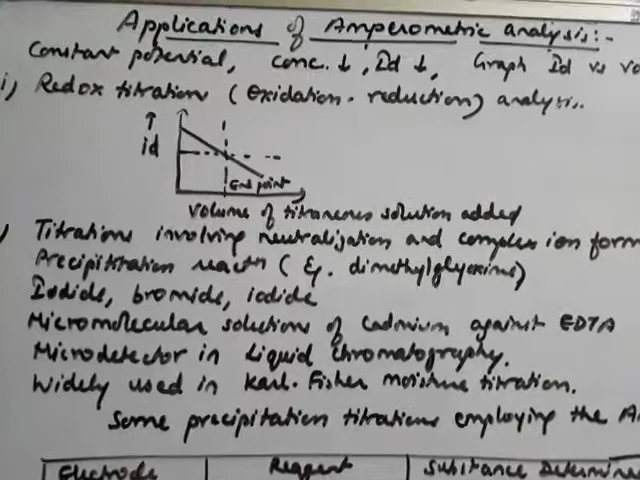 Applications of Amperometric analysis:-
Constant potential, conc. ↓, Id ↓, Graph Id vs vo
i) Redox titration (Oxidation-reduction) analysis.
↑
id
End point
Volume of titraneous solution added
) Titrations involving neutralization and complex ion form
Precipitation reactn (Eg. dimethylglyoxime)
Iodide, bromide, iodide
Micromolecular solutions of Cadmium against EDTA
Microdetector in Liquid Chromatography.
Widely used in Karl. Fisher moisture titration.
Some precipitation titrations employing the A
Electrode Reagent Substance Determine